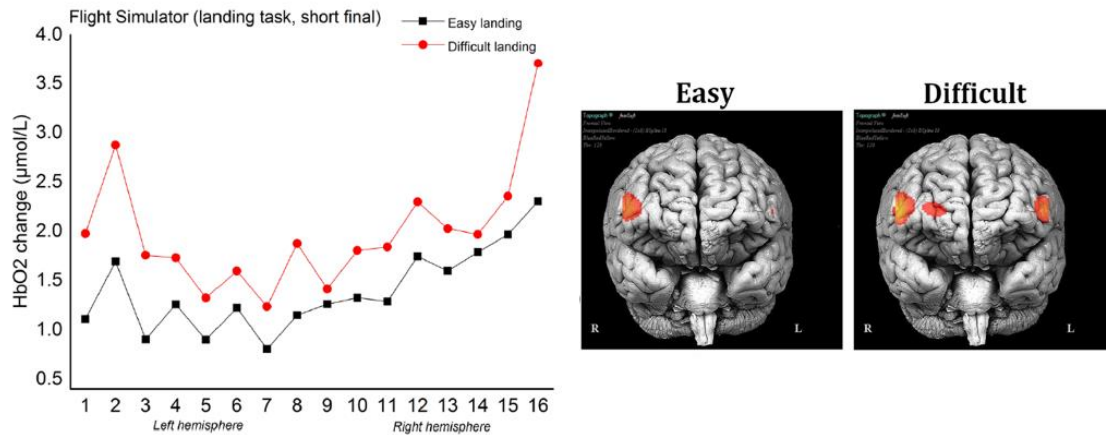 Flight Simulator (landing task, short final)
Easy landing
Difficult landing
HbO2 change (µmol/L)
4.0
3.5
3.0
2.5
2.0
1.5
1.0
0.5
1 2 3 4 5 6 7 8 9 10 11 12 13 14 15 16
Left hemisphere Right hemisphere
Easy
Topograph
R L
Difficult
Topograph
R L